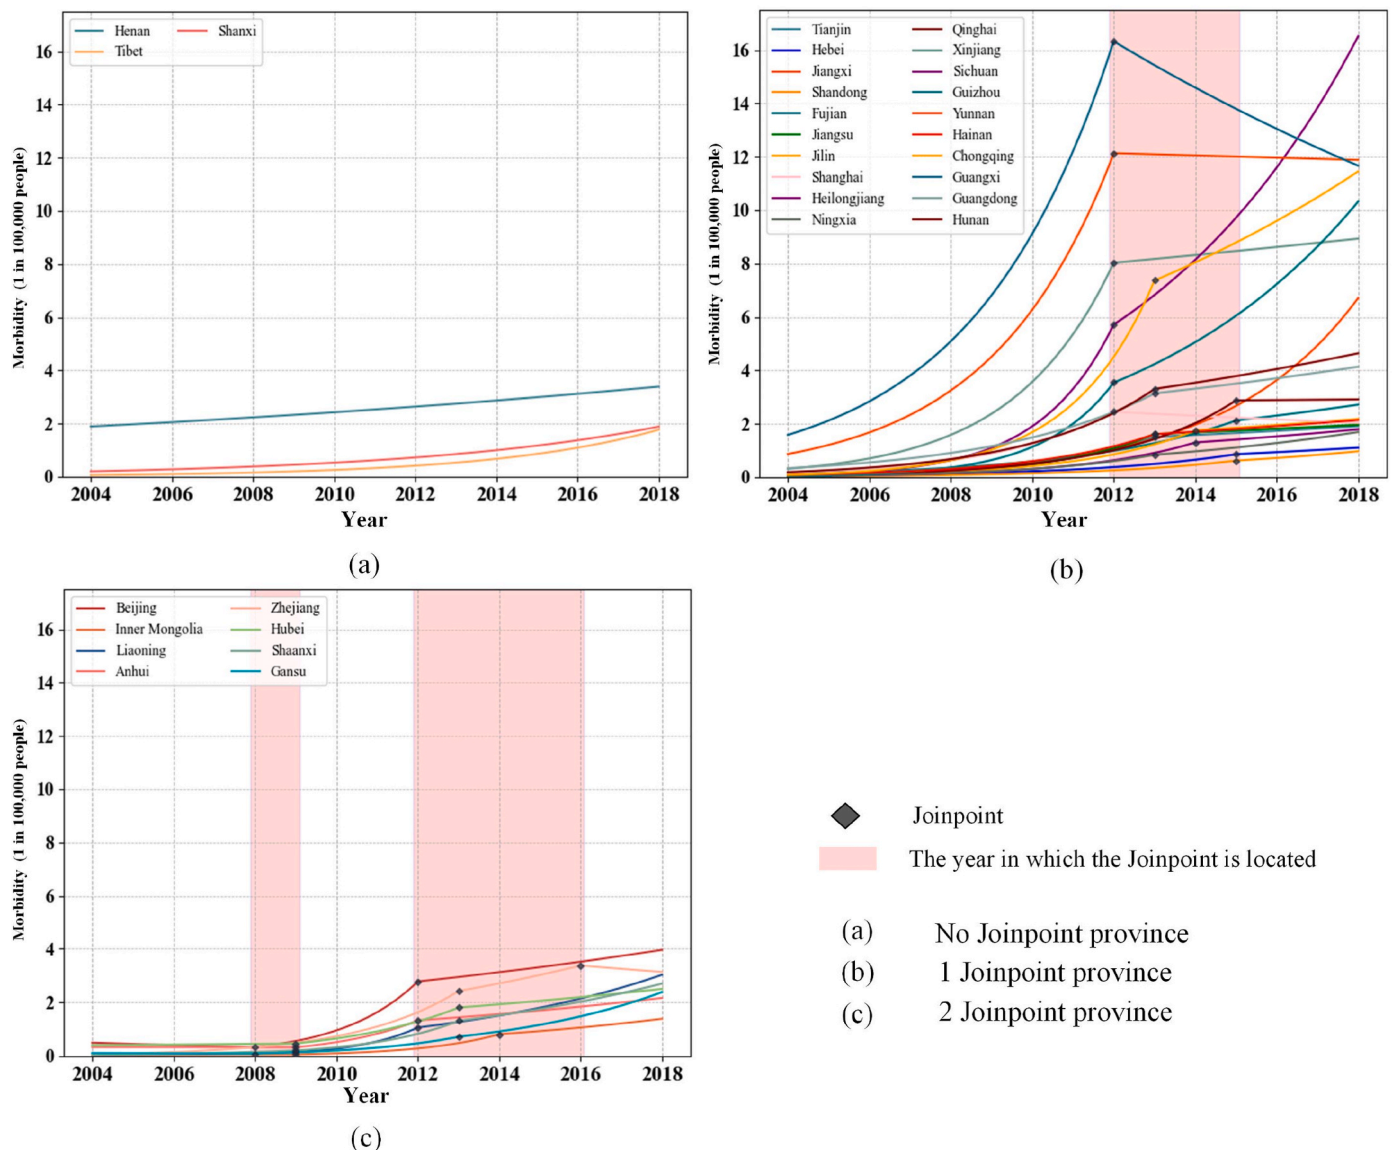 Henan Shanxi
Tibet
16
14
12
10
8
6
4
2
0
Morbidity (1 in 100,000 people)
2004 2006 2008 2010 2012 2014 2016 2018
Year
(a)
Tianjin Qinghai
Hebei Xinjiang
Jiangxi Sichuan
Shandong Guizhou
Fujian Yunnan
Jiangsu Hainan
Jilin Chongqing
Shanghai Guangxi
Heilongjiang Guangdong
Ningxia Hunan
16
14
12
10
8
6
4
2
0
Morbidity (1 in 100,000 people)
2004 2006 2008 2010 2012 2014 2016 2018
Year
(b)
Beijing Zhejiang
Inner Mongolia Hubei
Liaoning Shaanxi
Anhui Gansu
16
14
12
10
8
6
4
2
0
Morbidity (1 in 100,000 people)
2004 2006 2008 2010 2012 2014 2016 2018
Year
(c)
Joinpoint
The year in which the Joinpoint is located
(a) No Joinpoint province
(b) 1 Joinpoint province
(c) 2 Joinpoint province